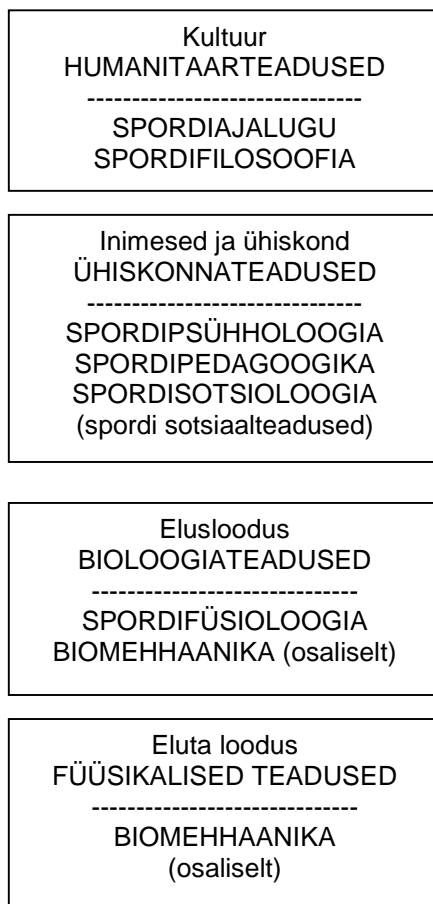 Kultuur
HUMANITAARTEADUSED
-------------------------------
SPORDIAJALUGU
SPORDIFILOSOOFIA
Inimesed ja ühiskond
ÜHISKONNATEADUSED
-------------------------------
SPORDIPSÜHHOLOOGIA
SPORDIPEDAGOOGIKA
SPORDISOTSIOLOOGIA
(spordi sotsiaalteadused)
Elusloodus
BIOLOOGIATEADUSED
------------------------------
SPORDIFÜSIOLOOGIA
BIOMEHHAANIKA (osaliselt)
Eluta loodus
FÜÜSIKALISED TEADUSED
------------------------------
BIOMEHHAANIKA
(osaliselt)